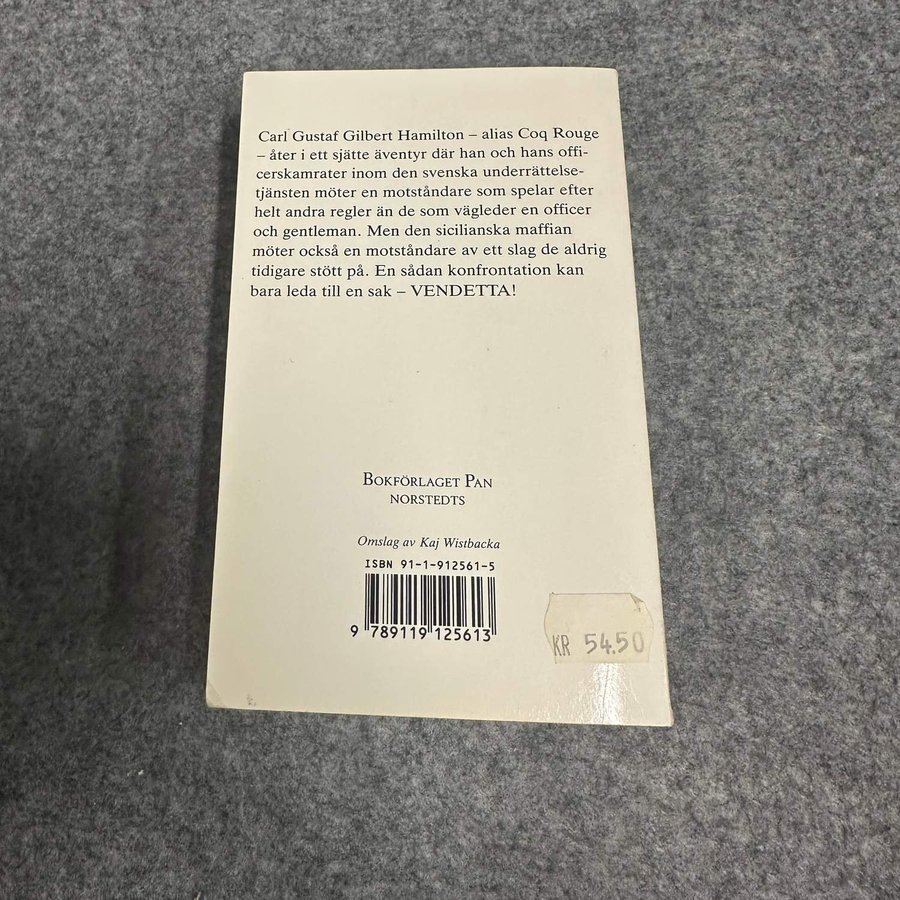 Carl Gustaf Gilbert Hamilton – alias Coq Rouge
– åter i ett sjätte äventyr där han och hans offi-
cerskamrater inom den svenska underrättelse-
tjänsten möter en motståndare som spelar efter
helt andra regler än de som vägleder en officer
och gentleman. Men den sicilianska maffian
möter också en motståndare av ett slag de aldrig
tidigare stött på. En sådan konfrontation kan
bara leda till en sak – VENDETTA!
BOKFÖRLAGET PAN
NORSTEDTS
Omslag av Kaj Wistbacka
ISBN 91-1-912561-5
9 789119 125613
KR 54.50